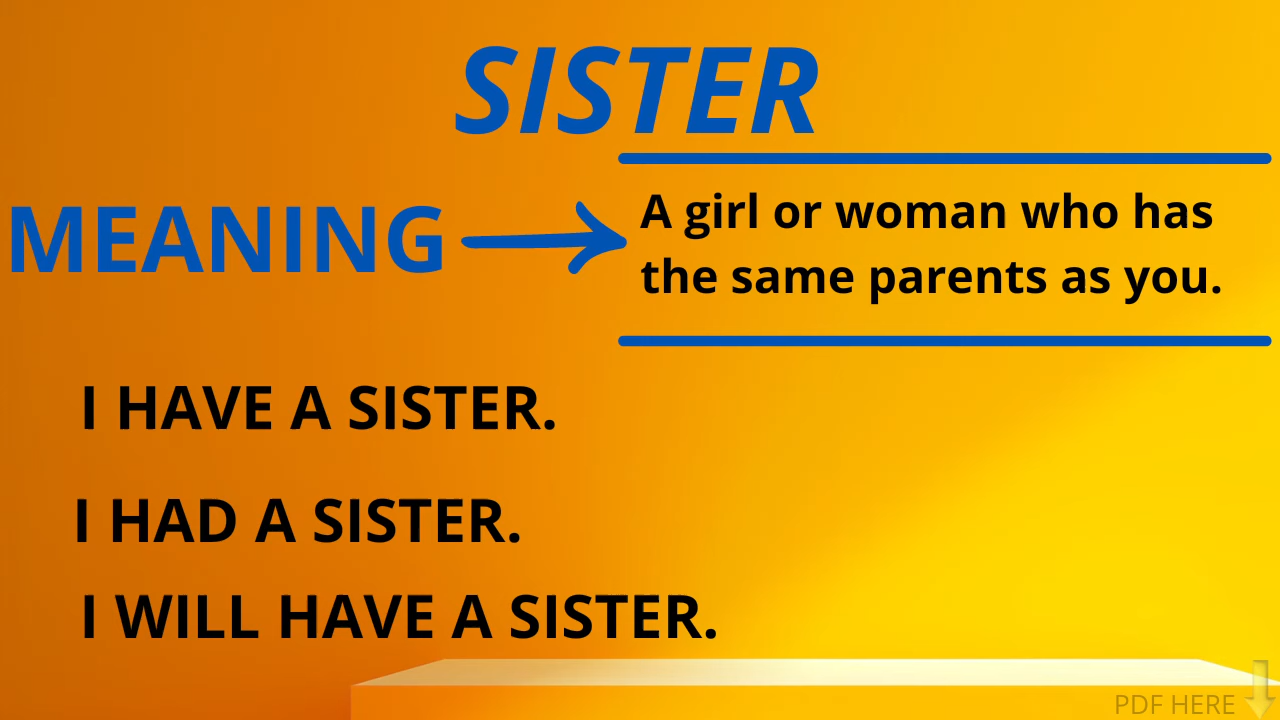 SISTER
MEANING
A girl or woman who has
the same parents as you.
I HAVE A SISTER.
I HAD A SISTER.
I WILL HAVE A SISTER.
PDF HERE